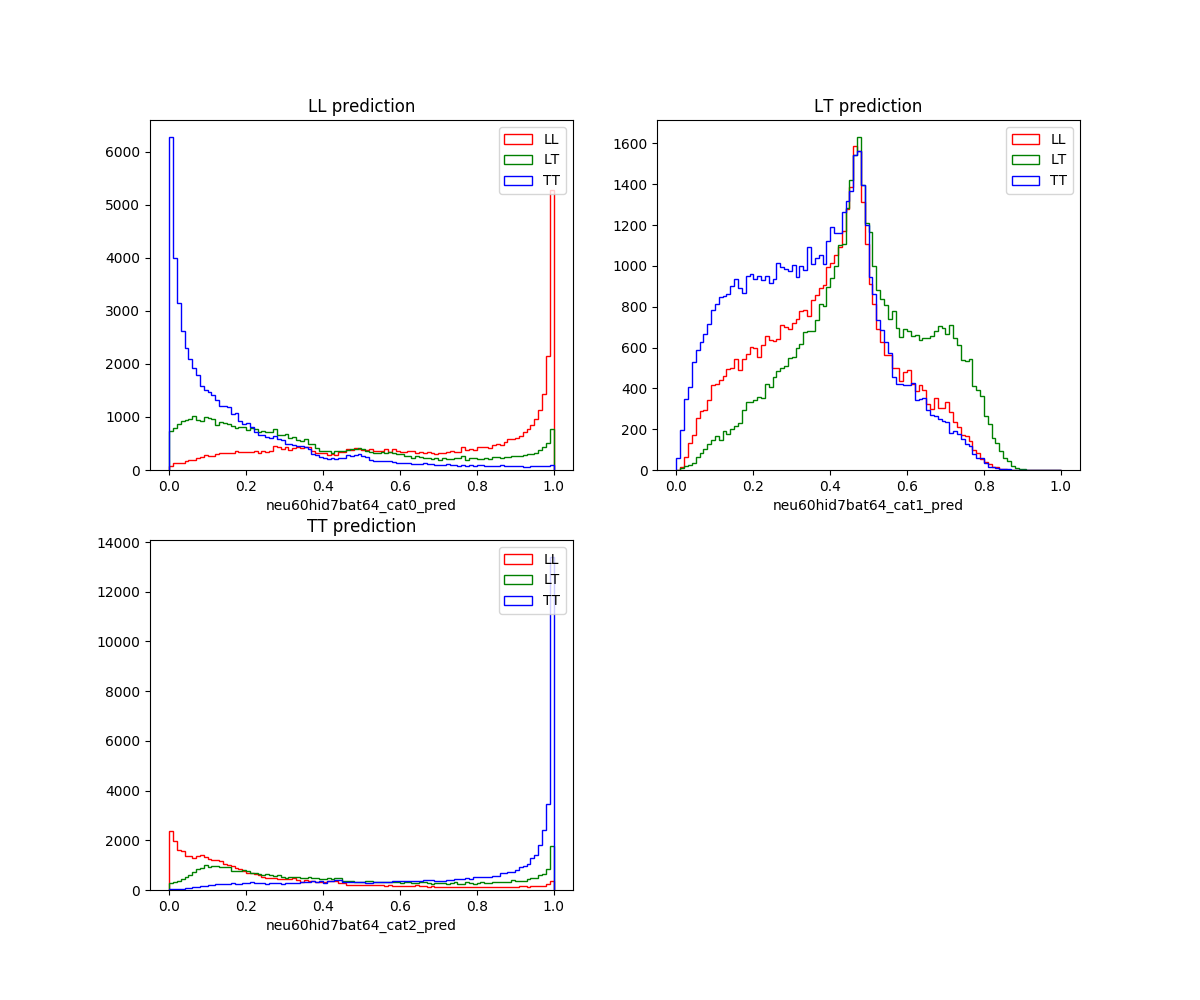 LL prediction
6000
5000
4000
3000
2000
1000
0
0.0 0.2 0.4 0.6 0.8 1.0
neu60hid7bat64_cat0_pred
LL
LT
TT
LT prediction
1600
1400
1200
1000
800
600
400
200
0
0.0 0.2 0.4 0.6 0.8 1.0
neu60hid7bat64_cat1_pred
LL
LT
TT
TT prediction
14000
12000
10000
8000
6000
4000
2000
0
0.0 0.2 0.4 0.6 0.8 1.0
neu60hid7bat64_cat2_pred
LL
LT
TT